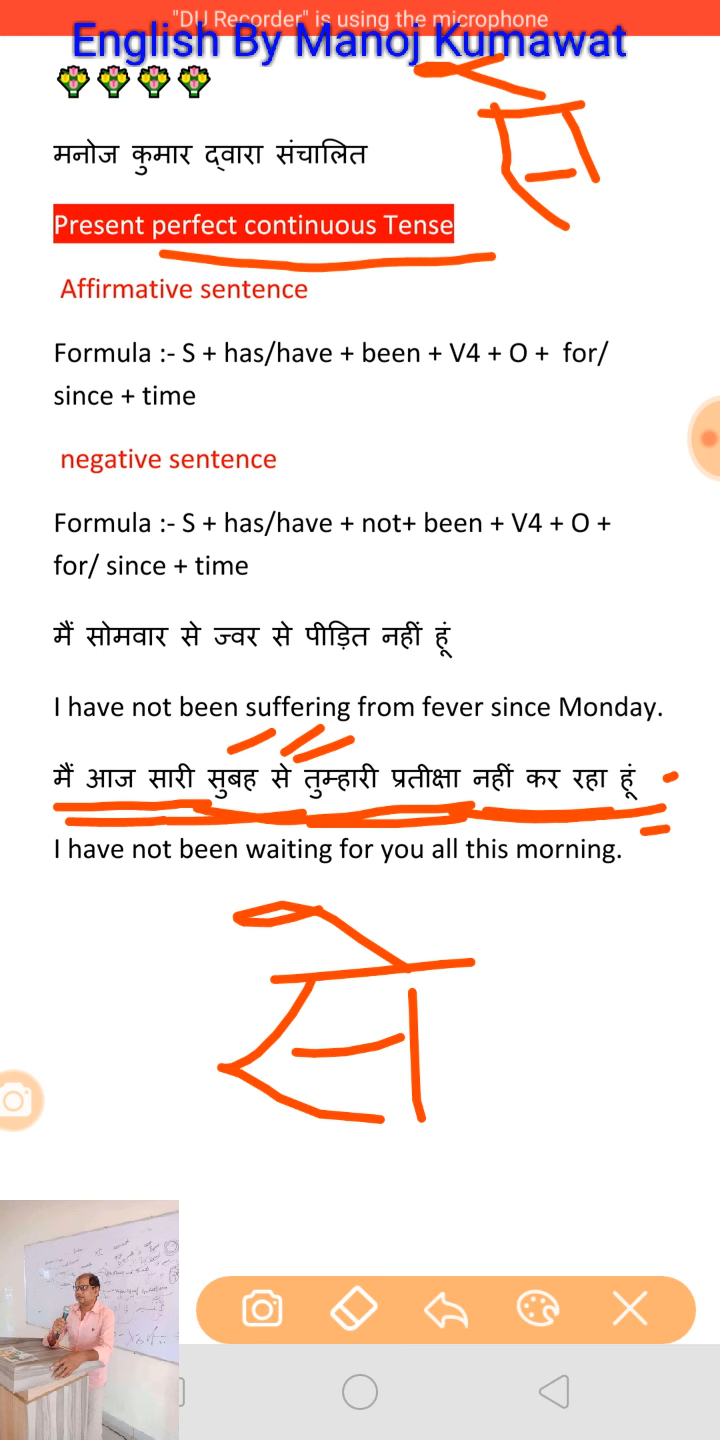 "DU Recorder" is using the microphone
English By Manoj Kumawat
मनोज कुमार द्वारा संचालित
Present perfect continuous Tense
Affirmative sentence
Formula :- S + has/have + been + V4 + O + for/
since + time
negative sentence
Formula :- S + has/have + not+ been + V4 + O +
for/ since + time
मैं सोमवार से ज्वर से पीड़ित नहीं हूं
I have not been suffering from fever since Monday.
मैं आज सारी सुबह से तुम्हारी प्रतीक्षा नहीं कर रहा हूं
I have not been waiting for you all this morning.
से